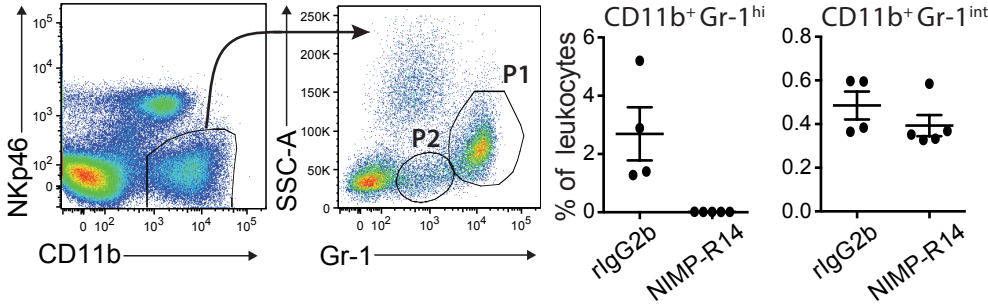 NKp46
10⁵
10⁴
10³
10²
0
0
10²
10³
10⁴
10⁵
CD11b
SSC-A
250K
200K
150K
100K
50K
0
P1
P2
0
10²
10³
10⁴
10⁵
Gr-1
CD11b⁺ Gr-1ʰⁱ
% of leukocytes
6
4
2
0
rIgG2b
NIMP-R14
CD11b⁺ Gr-1ⁱⁿᵗ
0.8
0.6
0.4
0.2
0.0
rIgG2b
NIMP-R14